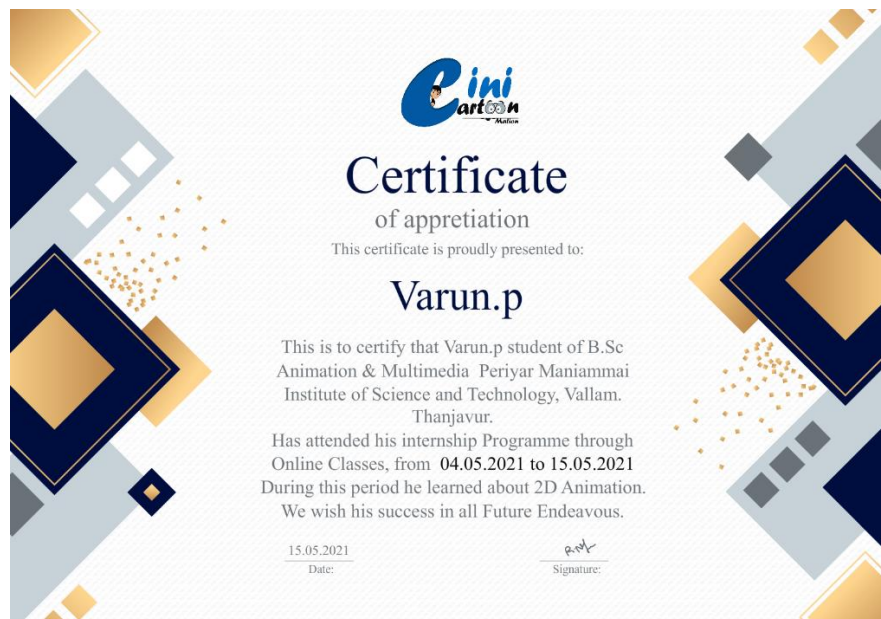 Cini
Cartoon
Motion
Certificate
of appretiation
This certificate is proudly presented to:
Varun.p
This is to certify that Varun.p student of B.Sc
Animation & Multimedia Periyar Maniammai
Institute of Science and Technology, Vallam.
Thanjavur.
Has attended his internship Programme through
Online Classes, from 04.05.2021 to 15.05.2021
During this period he learned about 2D Animation.
We wish his success in all Future Endeavous.
15.05.2021
Date:
Signature: